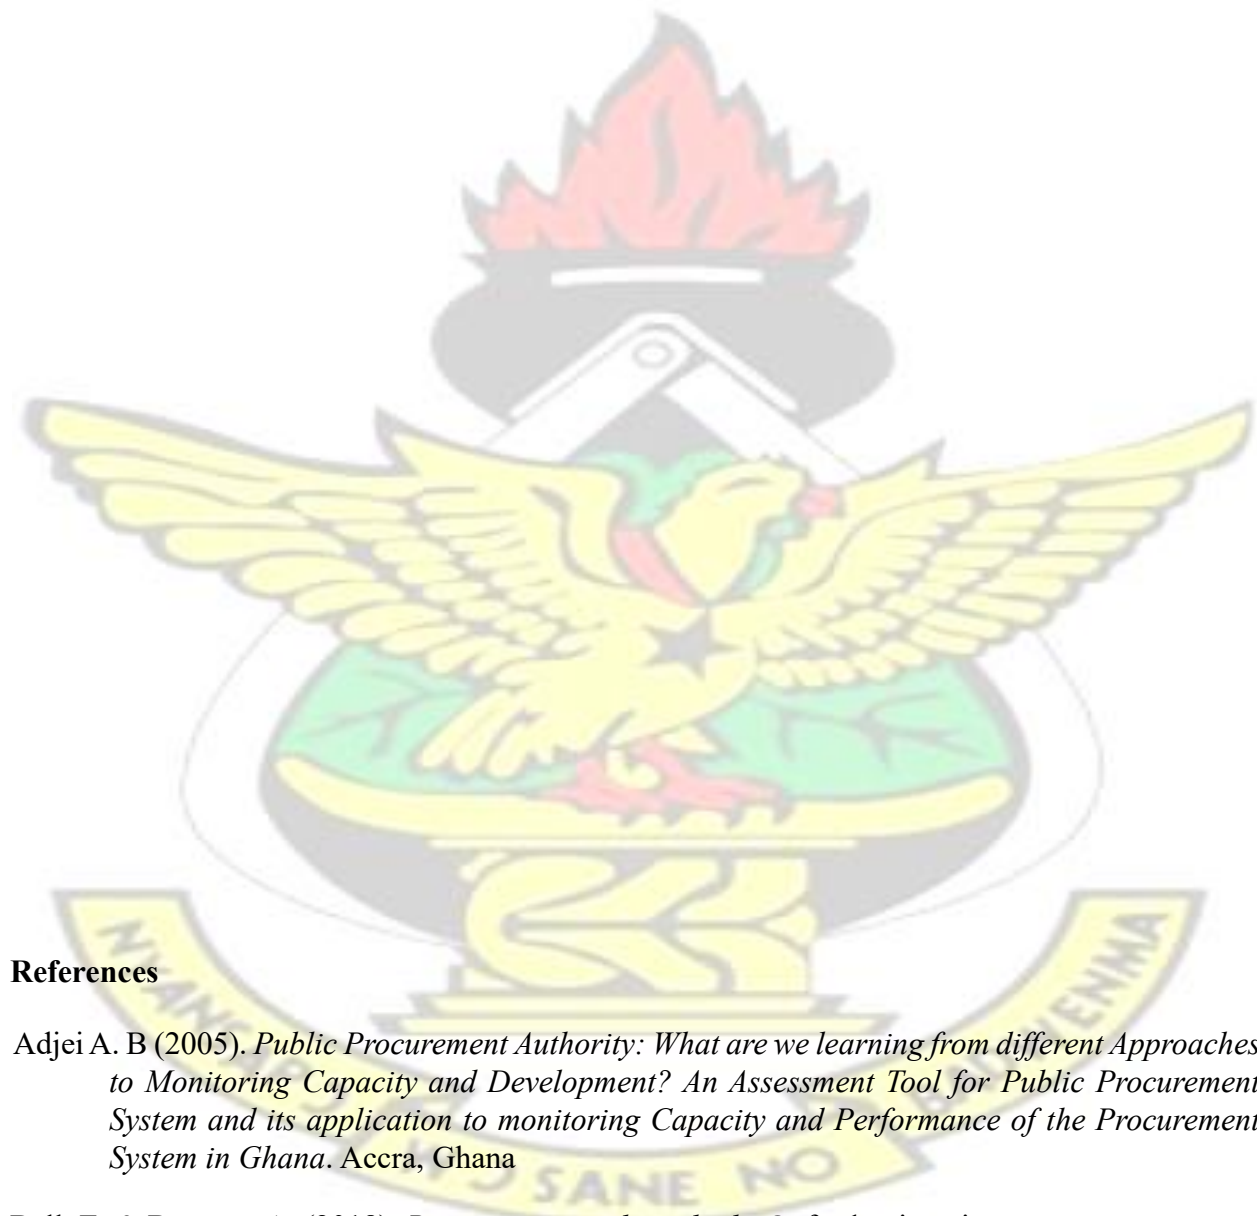 References
Adjei A. B (2005). Public Procurement Authority: What are we learning from different Approaches
to Monitoring Capacity and Development? An Assessment Tool for Public Procurement
System and its application to monitoring Capacity and Performance of the Procurement
System in Ghana. Accra, Ghana
SANE NO